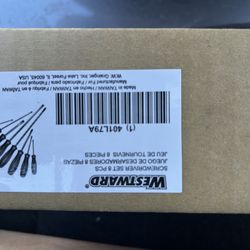 WESTWARD®
SCREWDRIVER SET 8 PCS
JUEGO DE DESARMADORES 8 PIEZAS
JEU DE TOURNEVIS 8 PIECES
(1) 401L79A
Made in TAIWAN / Hecho en TAIWAN / Fabriqué à en TAIWAN
Manufactured For / Fabricado para / Fabriqué pour
W.W. Grainger, Inc. Lake Forest, IL 60045, USA